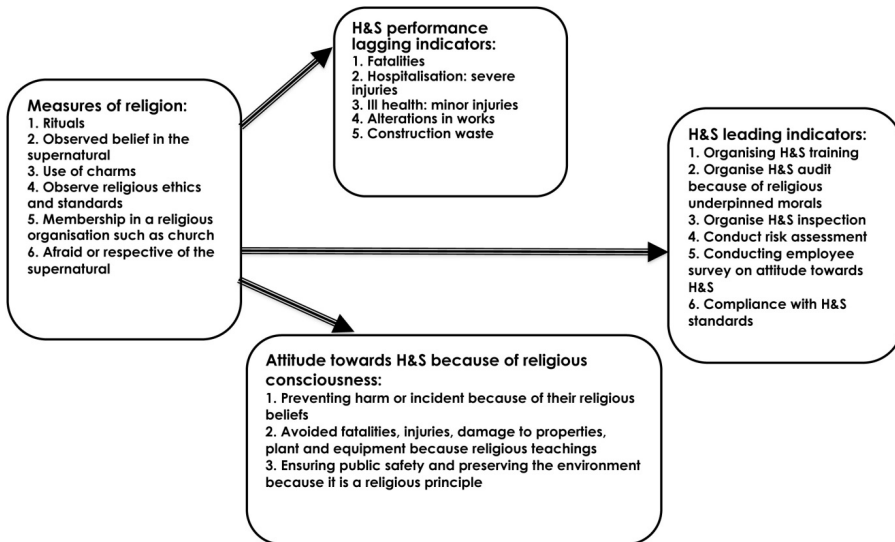 Measures of religion:
1. Rituals
2. Observed belief in the
supernatural
3. Use of charms
4. Observe religious ethics
and standards
5. Membership in a religious
organisation such as church
6. Afraid or respective of the
supernatural
H&S performance
lagging indicators:
1. Fatalities
2. Hospitalisation: severe
injuries
3. Ill health: minor injuries
4. Alterations in works
5. Construction waste
H&S leading indicators:
1. Organising H&S training
2. Organise H&S audit
because of religious
underpinned morals
3. Organise H&S inspection
4. Conduct risk assessment
5. Conducting employee
survey on attitude towards
H&S
6. Compliance with H&S
standards
Attitude towards H&S because of religious
consciousness:
1. Preventing harm or incident because of their religious
beliefs
2. Avoided fatalities, injuries, damage to properties,
plant and equipment because religious teachings
3. Ensuring public safety and preserving the environment
because it is a religious principle